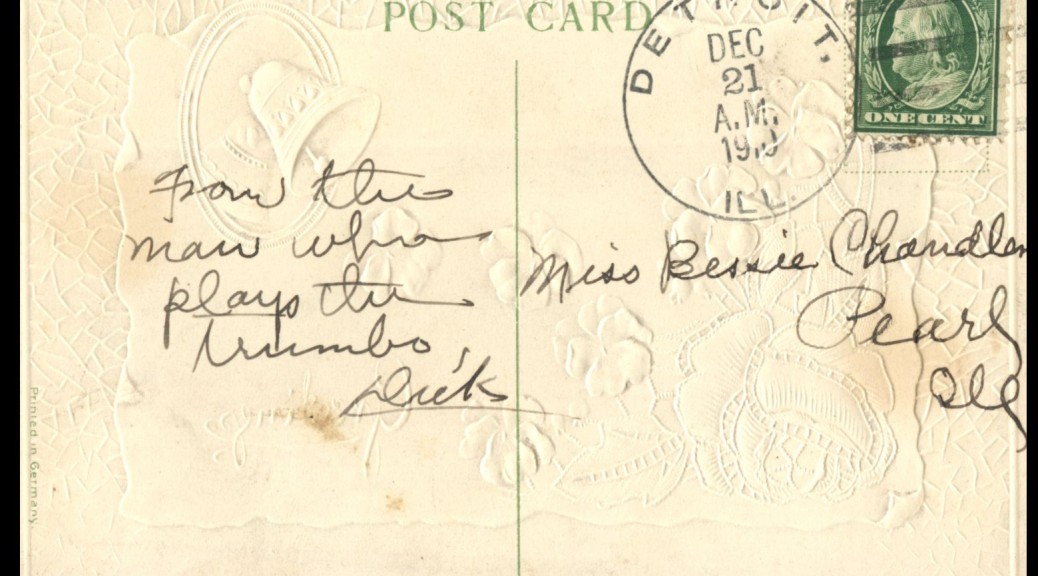 POST CARD
DETROIT,
DEC
21
A.M.
ILL.
ONE CENT
From the
man who
plays the
trumbo,
Dick
Miss Bessie Chandler
Pearl
Ill
Printed in Germany